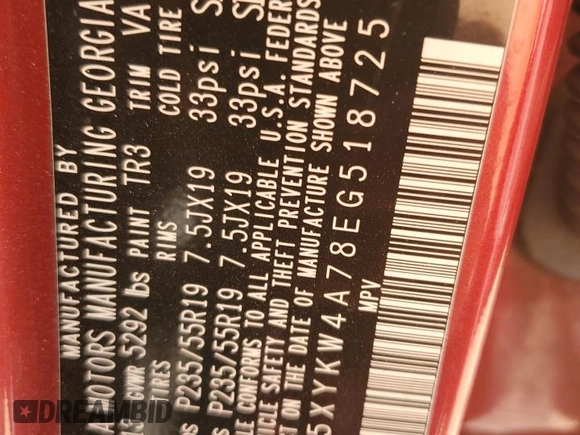 MANUFACTURED BY
MOTORS MANUFACTURING GEORGIA
GVWR 5292 lbs PAINT TR3 TRIM VA
RIMS COLD TIRE
P235/55R19 7.5JX19 33psi
P235/55R19 7.5JX19 33psi
CONFORMS TO ALL APPLICABLE U.S.A. FEDER
SAFETY AND THEFT PREVENTION STANDARDS
ON THE DATE OF MANUFACTURE SHOWN ABOVE
5XYKW4A78EG518725
MPV
DREAMBID